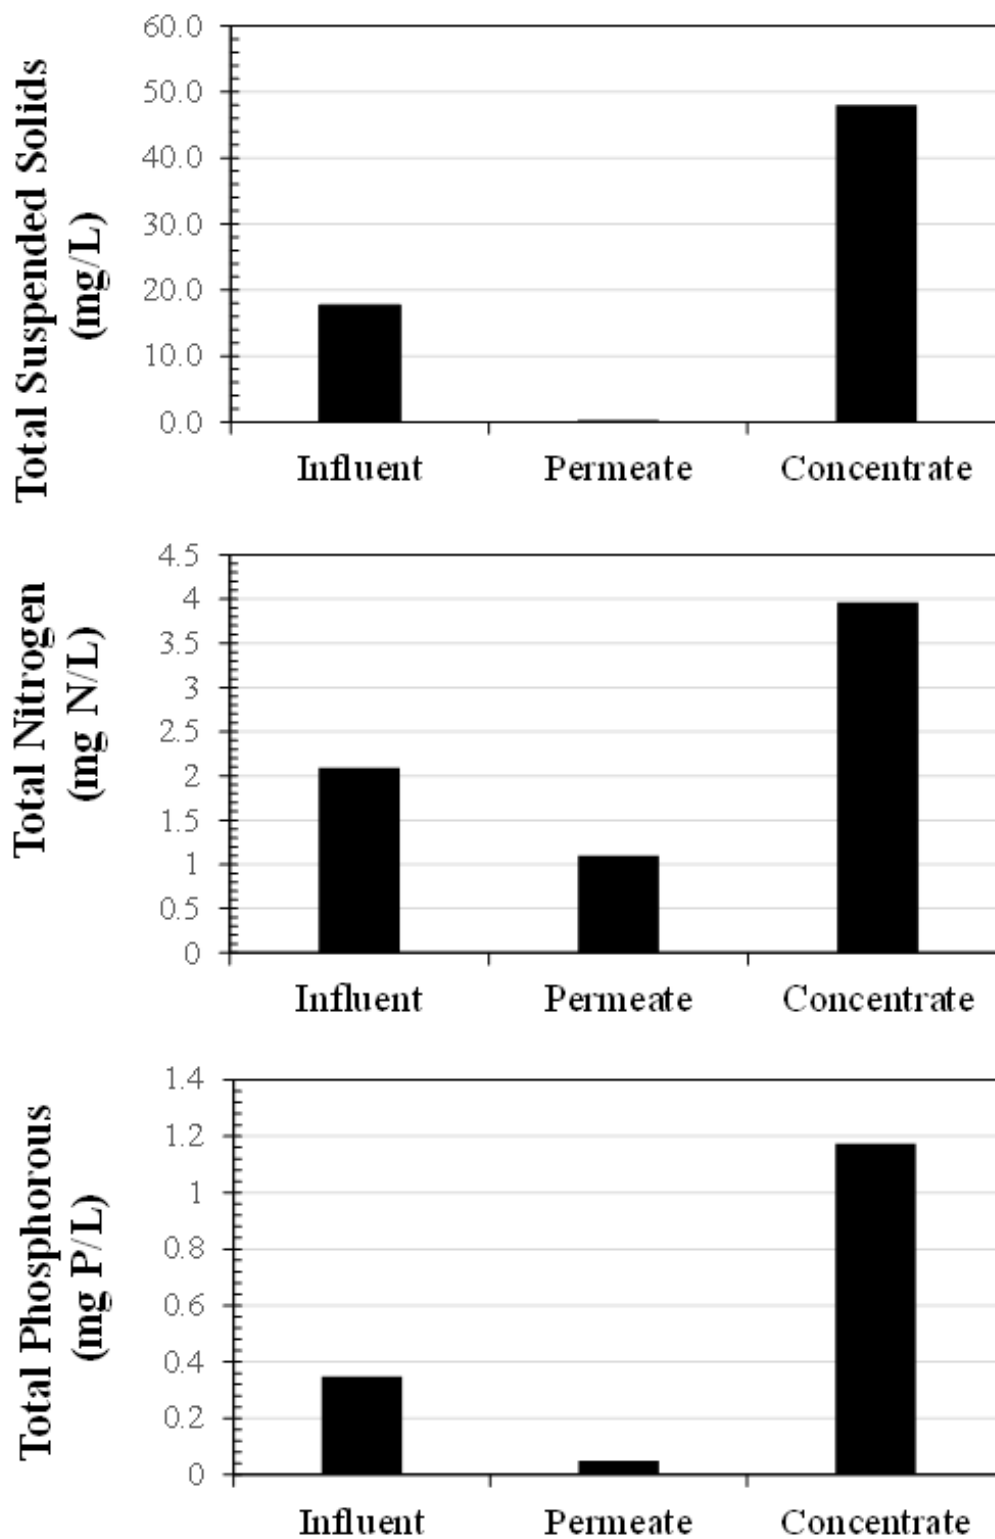 Total Suspended Solids
(mg/L)
60.0
50.0
40.0
30.0
20.0
10.0
0.0
Influent Permeate Concentrate
Total Nitrogen
(mg N/L)
4.5
4
3.5
3
2.5
2
1.5
1
0.5
0
Influent Permeate Concentrate
Total Phosphorous
(mg P/L)
1.4
1.2
1
0.8
0.6
0.4
0.2
0
Influent Permeate Concentrate